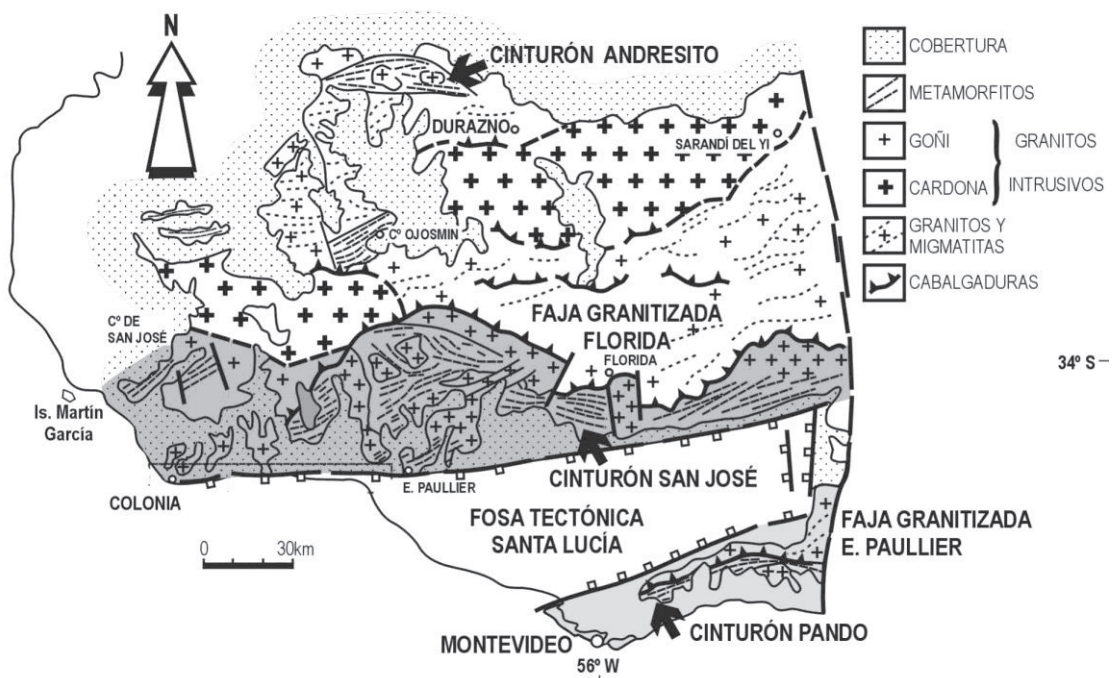 N
CINTURÓN ANDRESITO
DURAZNO
SARANDÍ DEL YI
Cº OJOSMIN
Cº DE
SAN JOSÉ
FAJA GRANITIZADA
FLORIDA
FLORIDA
34º S
Is. Martín
García
COLONIA
E. PAULLIER
CINTURÓN SAN JOSÉ
0 30km
FOSA TECTÓNICA
SANTA LUCÍA
FAJA GRANITIZADA
E. PAULLIER
MONTEVIDEO
CINTURÓN PANDO
56º W
COBERTURA
METAMORFITOS
GOÑI
CARDONA
GRANITOS
INTRUSIVOS
GRANITOS Y
MIGMATITAS
CABALGADURAS